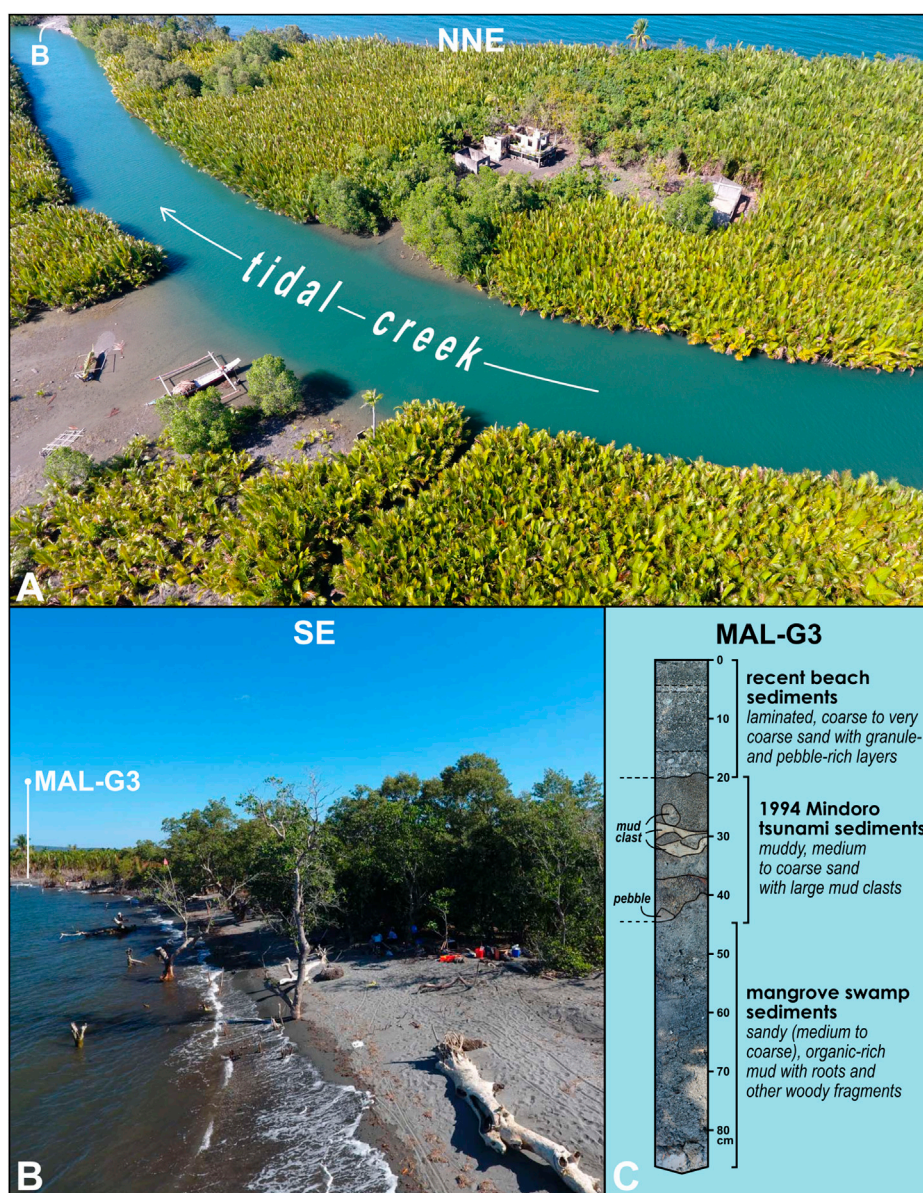 B
NNE
tidal creek
A
SE
MAL-G3
B
MAL-G3
0
10
20
30
40
50
60
70
80
cm
recent beach
sediments
laminated, coarse to very
coarse sand with granule-
and pebble-rich layers
mud
clast
1994 Mindoro
tsunami sediments
muddy, medium
to coarse sand
with large mud clasts
pebble
mangrove swamp
sediments
sandy (medium to
coarse), organic-rich
mud with roots and
other woody fragments
C